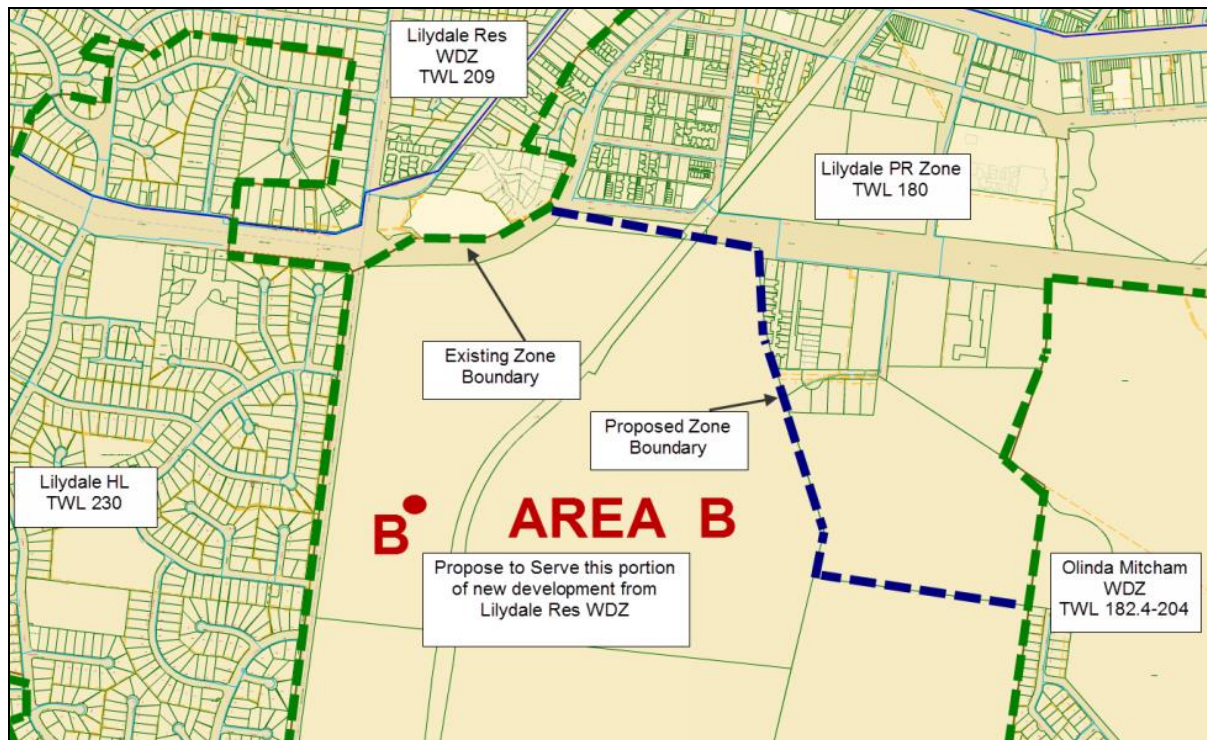 Lilydale Res
WDZ
TWL 209
Lilydale PR Zone
TWL 180
Existing Zone
Boundary
Proposed Zone
Boundary
Lilydale HL
TWL 230
B
AREA B
Propose to Serve this portion
of new development from
Lilydale Res WDZ
Olinda Mitcham
WDZ
TWL 182.4-204